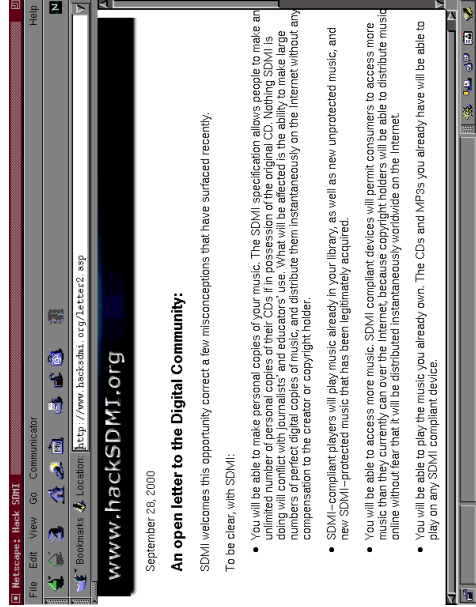 Netscape: Hack SDMI
File Edit View Go Communicator Help
Bookmarks Location: http://www.hacksdmi.org/letter2.asp
www.hackSDMI.org
September 28, 2000
An open letter to the Digital Community:
SDMI welcomes this opportunity correct a few misconceptions that have surfaced recently.
To be clear, with SDMI:
• You will be able to make personal copies of your music. The SDMI specification allows people to make an
unlimited number of personal copies of their CDs if in possession of the original CD. Nothing SDMI is
doing will conflict with journalists' and educators' use. What will be affected is the ability to make large
numbers of perfect digital copies of music, and distribute them instantaneously on the Internet without any
compensation to the creator or copyright holder.
• SDMI-compliant players will play music already in your library, as well as new unprotected music, and
new SDMI-protected music that has been legitimately acquired.
• You will be able to access more music. SDMI compliant devices will permit consumers to access more
music than they currently can over the Internet, because copyright holders will be able to distribute music
online without fear that it will be distributed instantaneously worldwide on the Internet.
• You will be able to play the music you already own. The CDs and MP3s you already have will be able to
play on any SDMI compliant device.